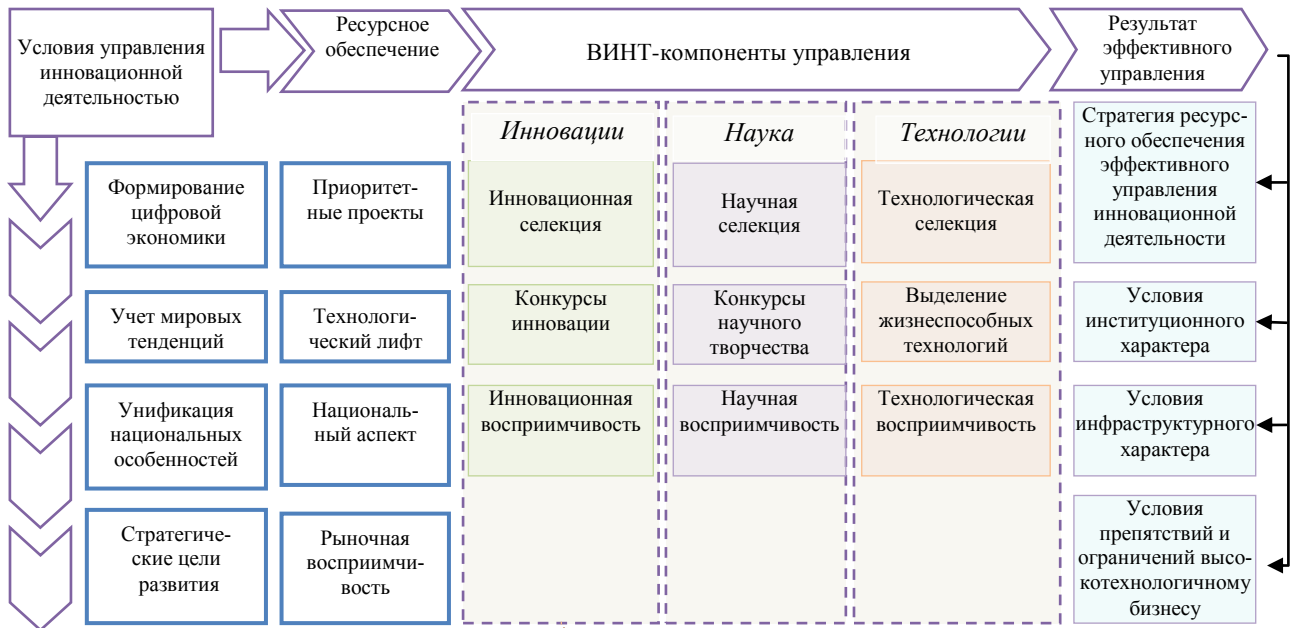 Условия управления
инновационной
деятельностью
Ресурсное
обеспечение
ВИНТ-компоненты управления
Результат
эффективного
управления
Инновации
Наука
Технологии
Формирование
цифровой
экономики
Приоритет-
ные проекты
Инновационная
селекция
Научная
селекция
Технологическая
селекция
Стратегия ресурс-
ного обеспечения
эффективного
управления
инновационной
деятельности
Учет мировых
тенденций
Технологи-
ческий лифт
Конкурсы
инновации
Конкурсы
научного
творчества
Выделение
жизнеспособных
технологий
Условия
институционного
характера
Унификация
национальных
особенностей
Националь-
ный аспект
Инновационная
восприимчивость
Научная
восприимчивость
Технологическая
восприимчивость
Условия
инфраструктурного
характера
Стратегиче-
ские цели
развития
Рыночная
восприимчи-
вость
Условия
препятствий и
ограничений высо-
котехнологичному
бизнесу